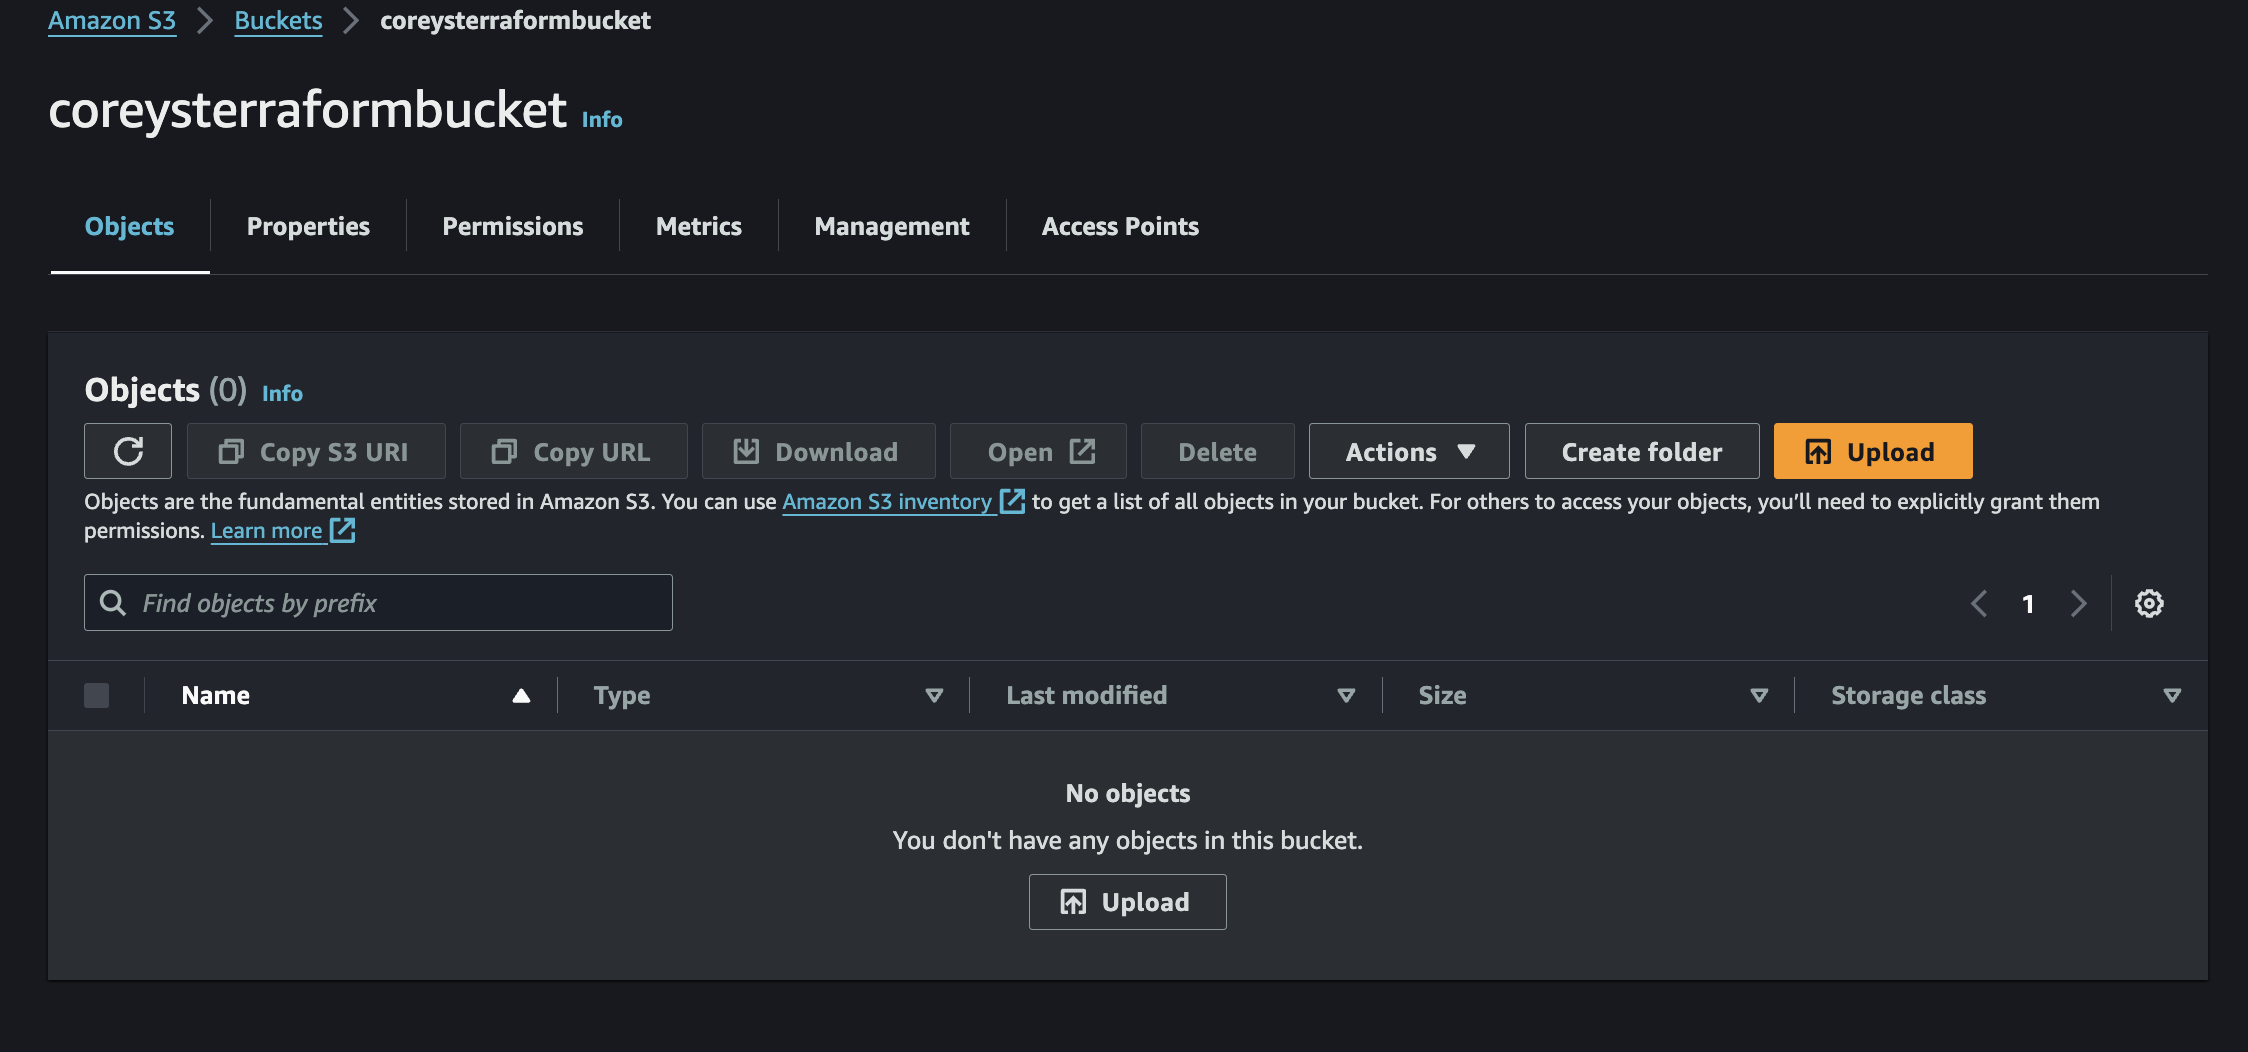 Amazon S3 > Buckets > coreysterraformbucket
coreysterraformbucket Info
Objects Properties Permissions Metrics Management Access Points
Objects (0) Info
Copy S3 URI Copy URL Download Open Delete Actions Create folder Upload
Objects are the fundamental entities stored in Amazon S3. You can use Amazon S3 inventory to get a list of all objects in your bucket. For others to access your objects, you’ll need to explicitly grant them
permissions. Learn more
Find objects by prefix 1
Name Type Last modified Size Storage class
No objects
You don't have any objects in this bucket.
Upload